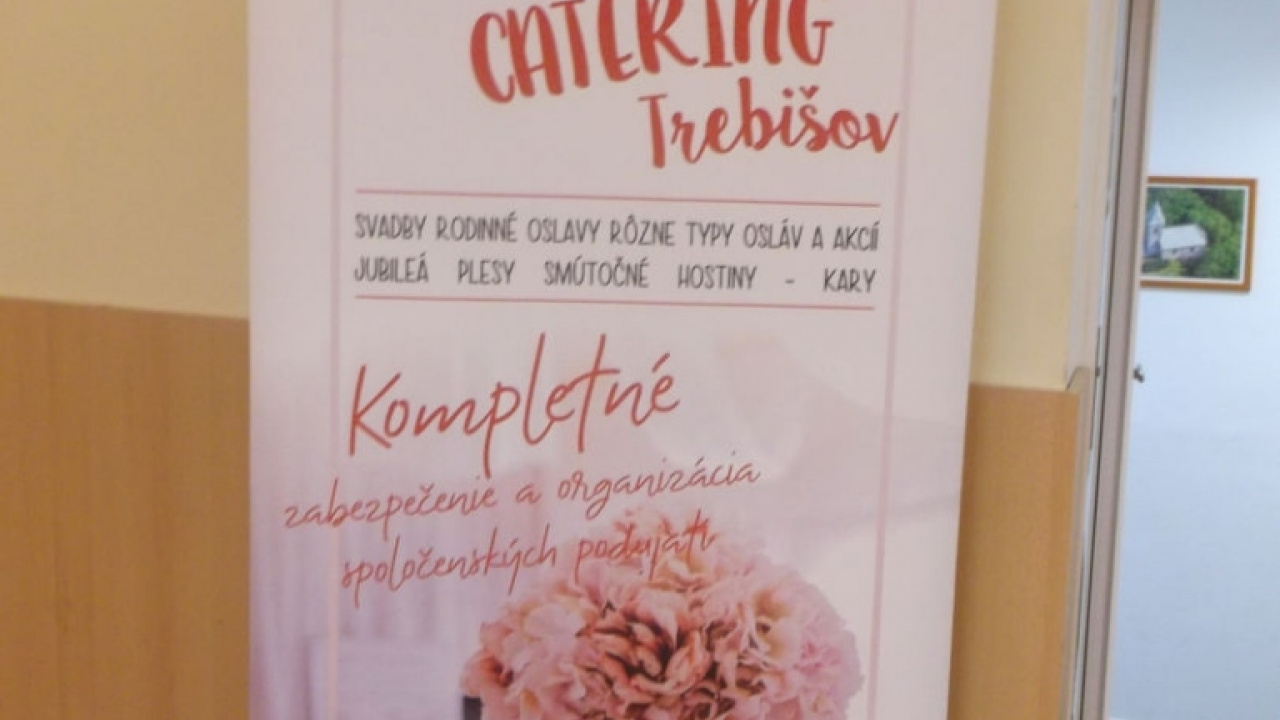 CATERING
Trebišov
SVADBY RODINNÉ OSLAVY RÔZNE TYPY OSLÁV A AKCIÍ
JUBILEÁ PLESY SMÚTOČNÉ HOSTINY - KARY
Kompletné
zabezpečenie a organizácia
spoločenských podujatí